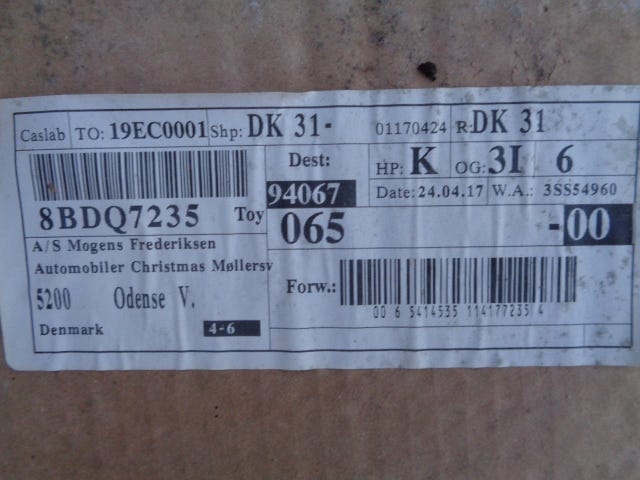 Caslab TO: 19EC0001 Shp: DK 31- 01170424 R: DK 31
Dest: HP: K OG: 3I 6
94067 Date: 24.04.17 W.A.: 3SS54960
8BDQ7235 Toy 065 -00
A/S Mogens Frederiksen
Automobiler Christmas Møllersv
5200 Odense V. Forw.:
00 6 5414535 114177235 4
Denmark 4-6